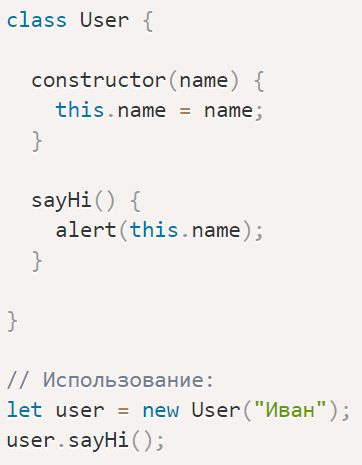 class User {
constructor(name) {
this.name = name;
}
sayHi() {
alert(this.name);
}
}
// Использование:
let user = new User("Иван");
user.sayHi();